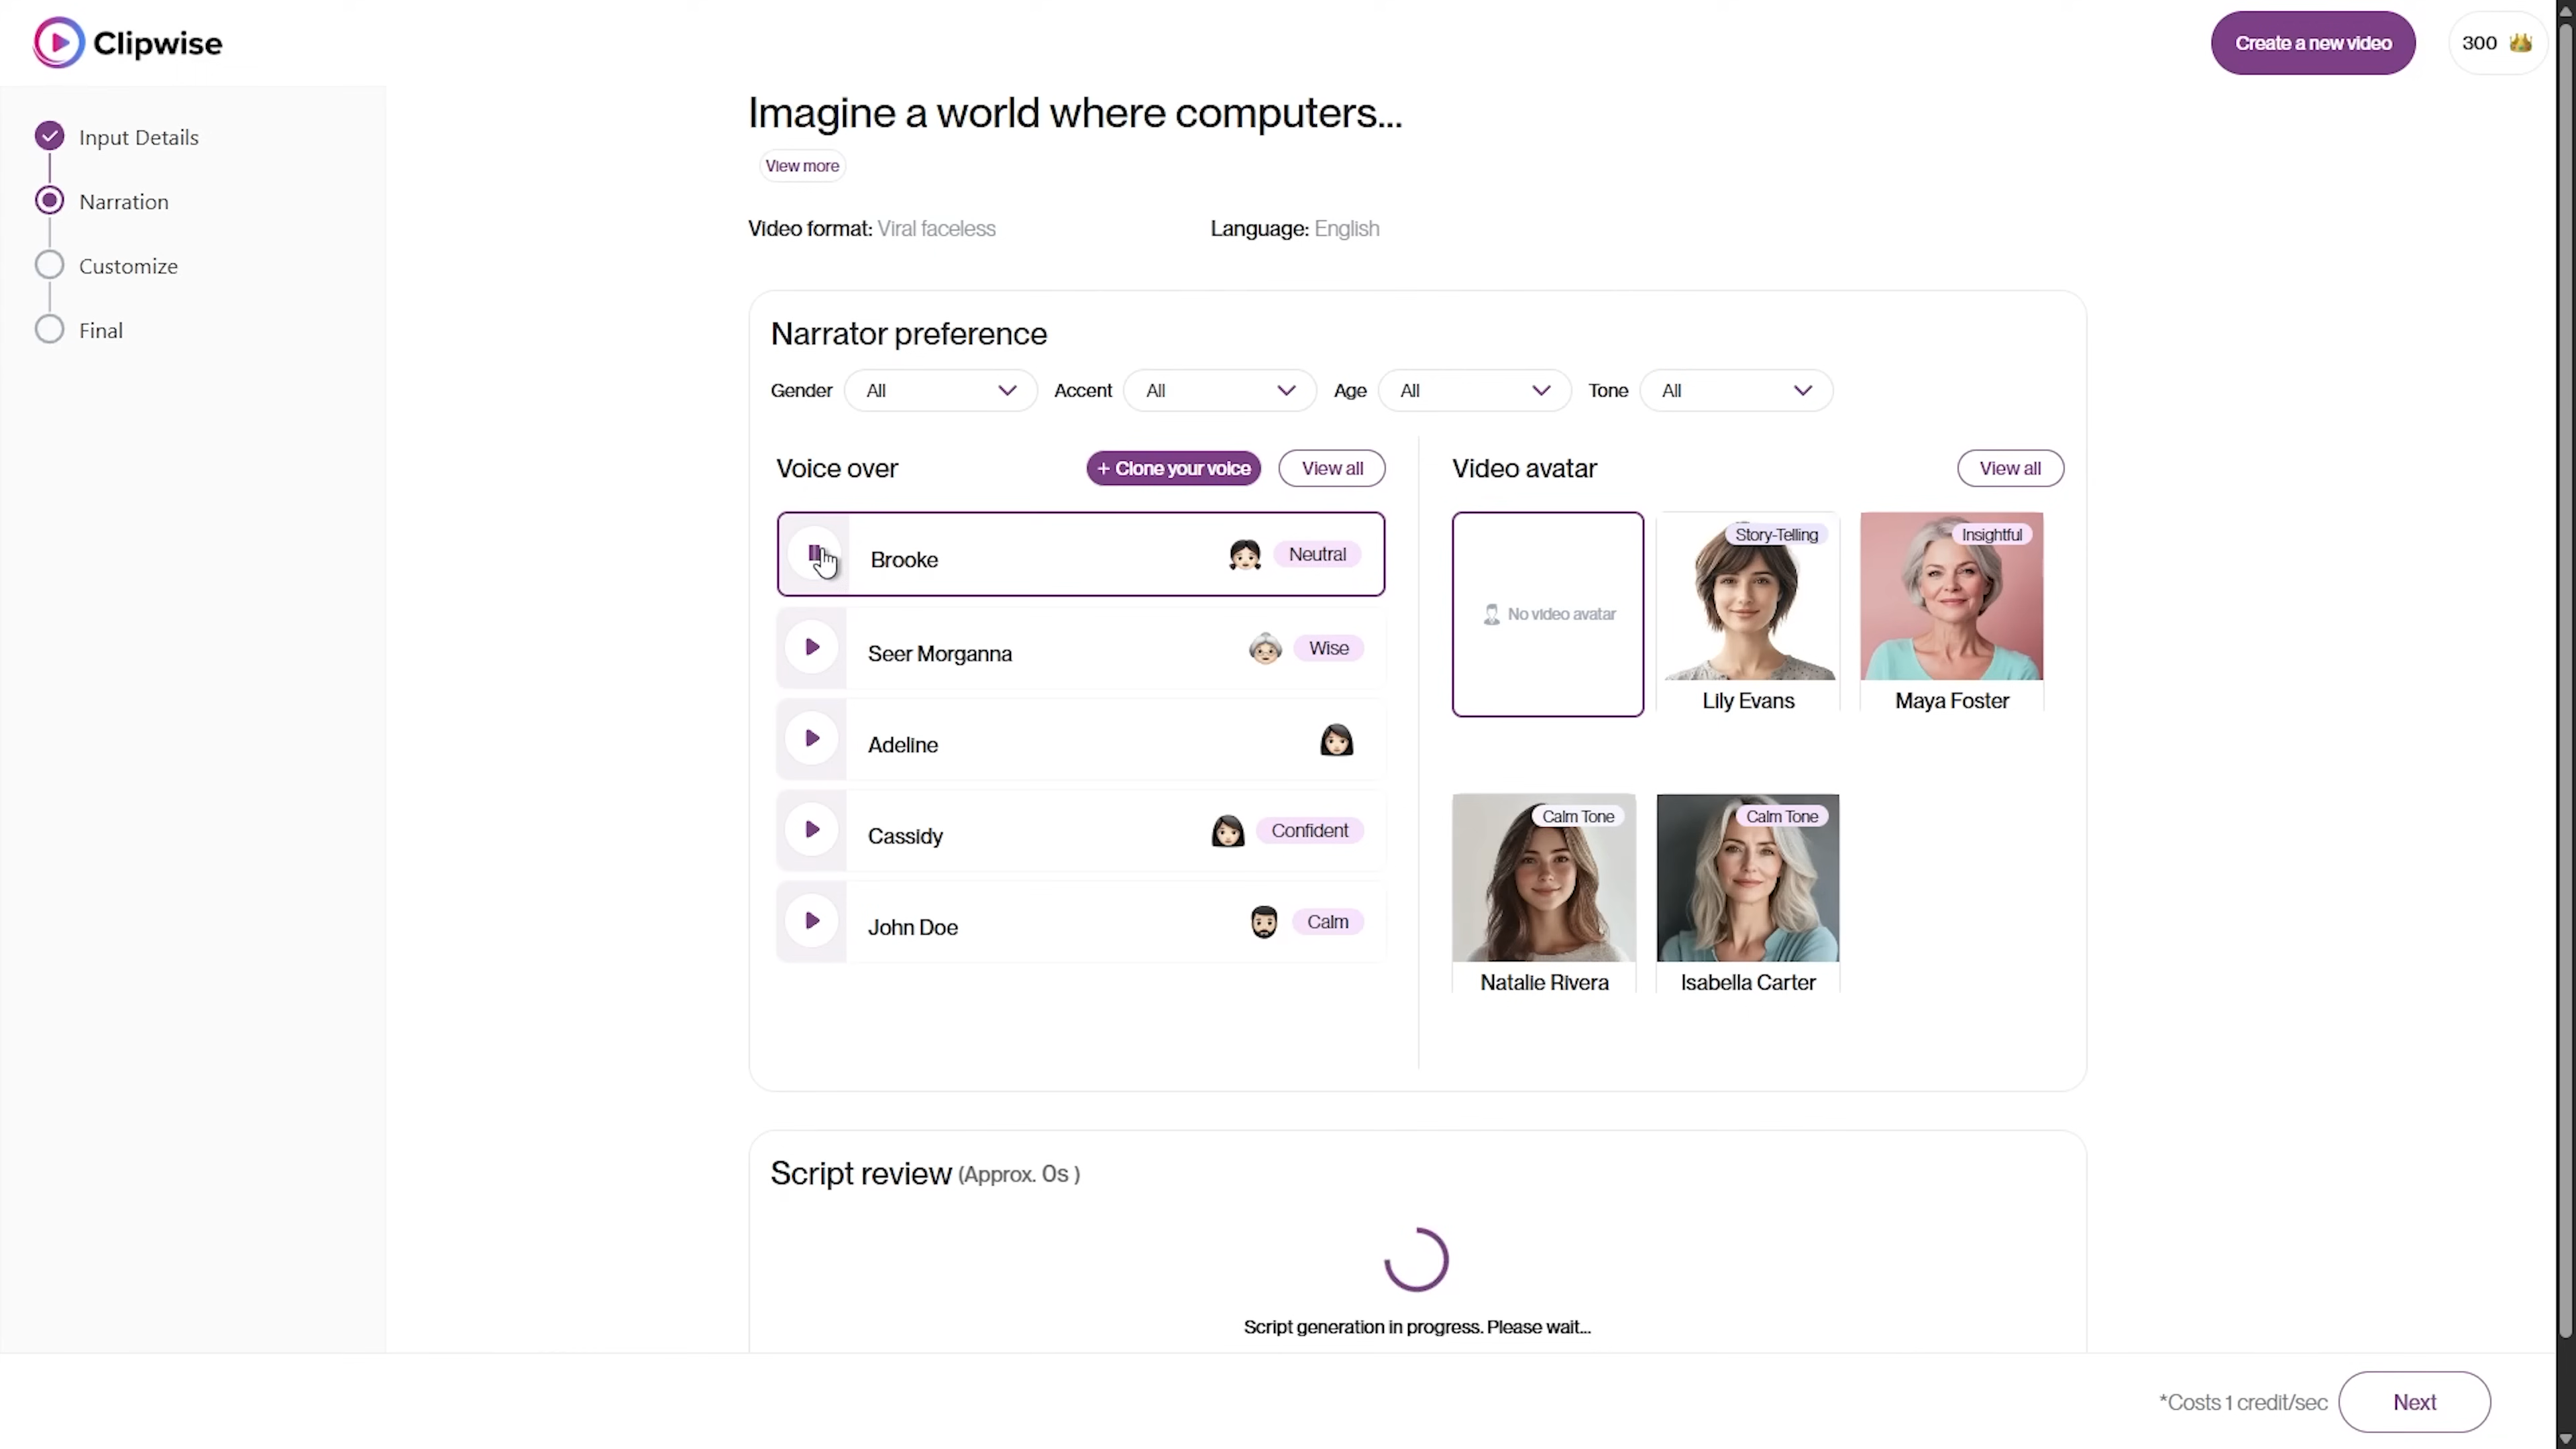 Clipwise
Create a new video
300
Input Details
Narration
Customize
Final
Imagine a world where computers...
View more
Video format: Viral faceless
Language: English
Narrator preference
Gender All Accent All Age All Tone All
Voice over
+ Clone your voice
View all
Brooke Neutral
Seer Morganna Wise
Adeline
Cassidy Confident
John Doe Calm
Video avatar
View all
No video avatar
Story-Telling
Lily Evans
Insightful
Maya Foster
Calm Tone
Natalie Rivera
Calm Tone
Isabella Carter
Script review (Approx. 0s )
Script generation in progress. Please wait...
*Costs 1 credit/sec
Next